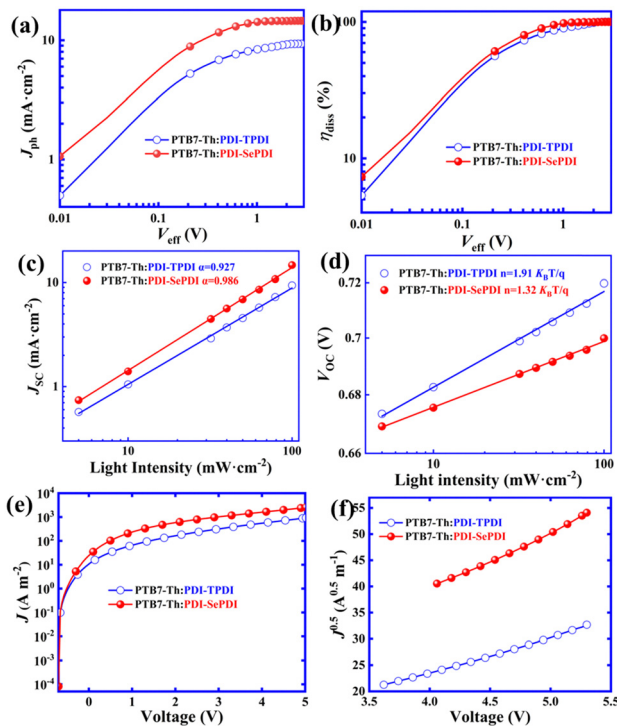 (a)
10
1
J_ph (mA·cm⁻²)
PTB7-Th:PDI-TPDI
PTB7-Th:PDI-SePDI
0.01 0.1 1
V_eff (V)
(b)
100
10
η_diss (%)
PTB7-Th:PDI-TPDI
PTB7-Th:PDI-SePDI
0.01 0.1 1
V_eff (V)
(c)
PTB7-Th:PDI-TPDI α=0.927
PTB7-Th:PDI-SePDI α=0.986
10
1
J_SC (mA·cm⁻²)
10 100
Light Intensity (mW·cm⁻²)
(d)
PTB7-Th:PDI-TPDI n=1.91 K_BT/q
PTB7-Th:PDI-SePDI n=1.32 K_BT/q
0.72
0.70
0.68
0.66
V_OC (V)
10 100
Light intensity (mW·cm⁻²)
(e)
10⁴
10³
10²
10¹
10⁰
10⁻¹
10⁻²
10⁻³
10⁻⁴
J (A m⁻²)
PTB7-Th:PDI-TPDI
PTB7-Th:PDI-SePDI
0 1 2 3 4 5
Voltage (V)
(f)
55
50
45
40
35
30
25
20
J^0.5 (A^0.5 m⁻¹)
PTB7-Th:PDI-TPDI
PTB7-Th:PDI-SePDI
3.5 4.0 4.5 5.0 5.5
Voltage (V)